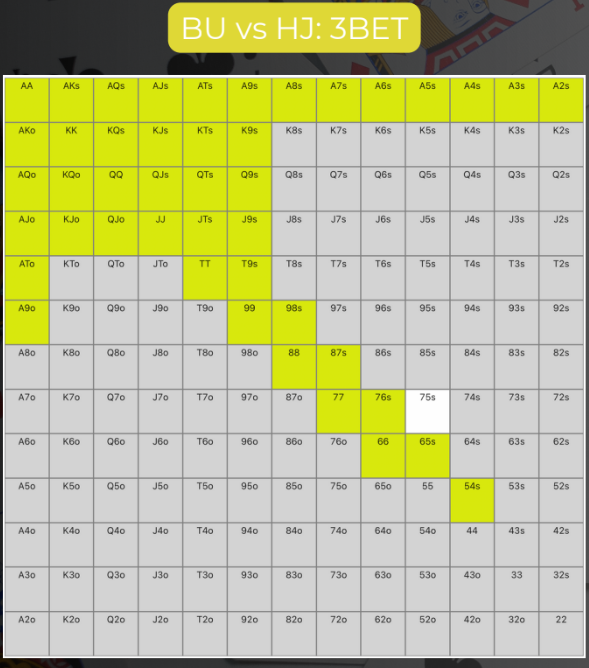 BU vs HJ: 3BET
AA AKs AQs AJs ATs A9s A8s A7s A6s A5s A4s A3s A2s
AKo KK KQs KJs KTs K9s K8s K7s K6s K5s K4s K3s K2s
AQo KQo QQ QJs QTs Q9s Q8s Q7s Q6s Q5s Q4s Q3s Q2s
AJo KJo QJo JJ JTs J9s J8s J7s J6s J5s J4s J3s J2s
ATo KTo QTo JTo TT T9s T8s T7s T6s T5s T4s T3s T2s
A9o K9o Q9o J9o T9o 99 98s 97s 96s 95s 94s 93s 92s
A8o K8o Q8o J8o T8o 98o 88 87s 86s 85s 84s 83s 82s
A7o K7o Q7o J7o T7o 97o 87o 77 76s 75s 74s 73s 72s
A6o K6o Q6o J6o T6o 96o 86o 76o 66 65s 64s 63s 62s
A5o K5o Q5o J5o T5o 95o 85o 75o 65o 55 54s 53s 52s
A4o K4o Q4o J4o T4o 94o 84o 74o 64o 54o 44 43s 42s
A3o K3o Q3o J3o T3o 93o 83o 73o 63o 53o 43o 33 32s
A2o K2o Q2o J2o T2o 92o 82o 72o 62o 52o 42o 32o 22